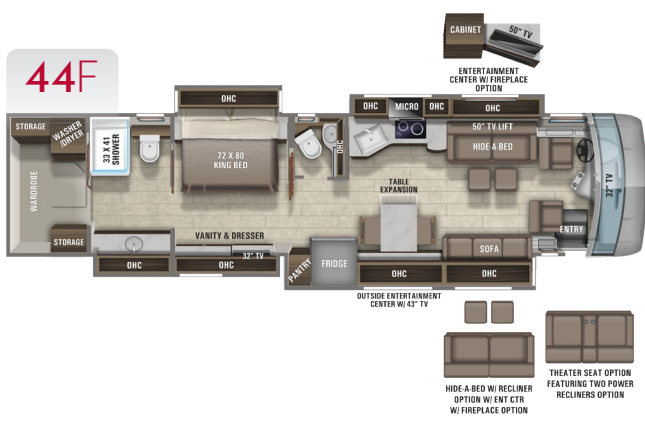 CABINET
50" TV
ENTERTAINMENT
CENTER W/ FIREPLACE
OPTION
44F
OHC
OHC
MICRO
OHC
OHC
STORAGE
WASHER
/DRYER
33 X 41
SHOWER
72 X 80
KING BED
OHC
50" TV LIFT
HIDE-A-BED
32" TV
WARDROBE
TABLE
EXPANSION
STORAGE
VANITY & DRESSER
32" TV
ENTRY
SOFA
PANTRY
FRIDGE
OHC
OHC
OHC
OHC
OUTSIDE ENTERTAINMENT
CENTER W/ 43" TV
HIDE-A-BED W/ RECLINER
OPTION W/ ENT CTR
W/ FIREPLACE OPTION
THEATER SEAT OPTION
FEATURING TWO POWER
RECLINERS OPTION